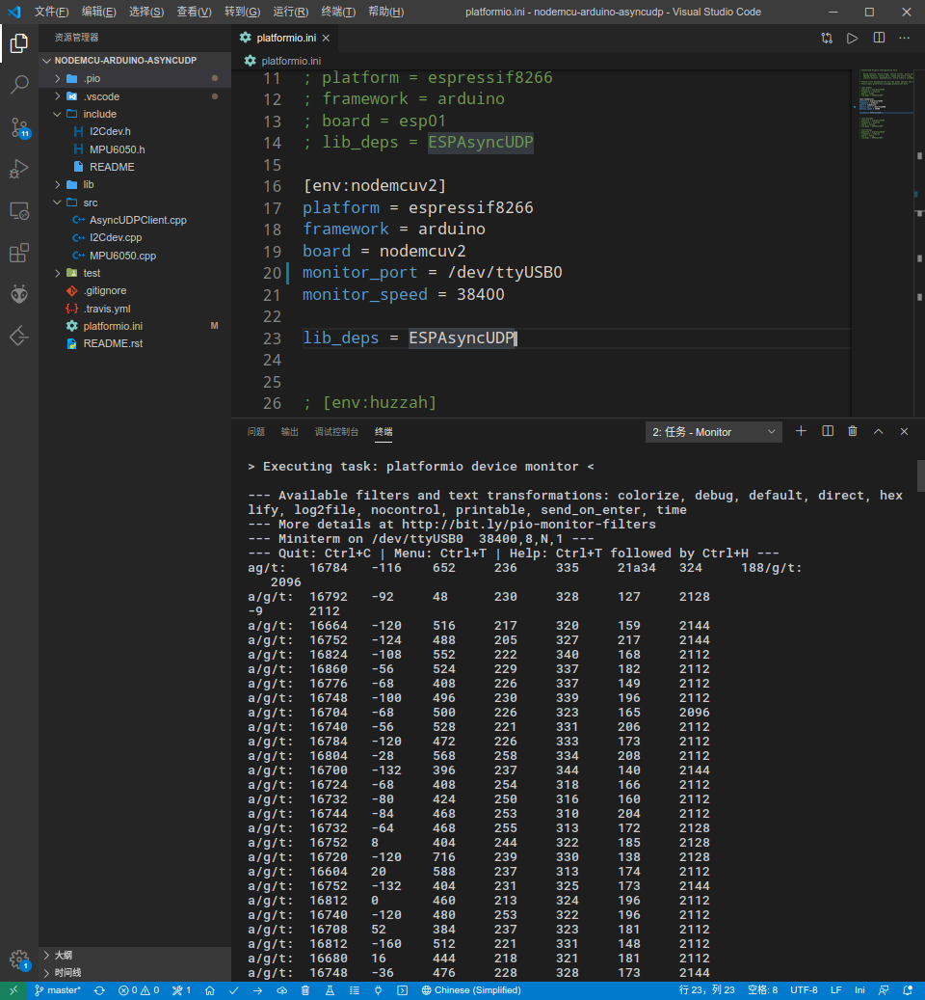 文件(F) 编辑(E) 选择(S) 查看(V) 转到(G) 运行(R) 终端(T) 帮助(H) platformio.ini - nodemcu-arduino-asyncudp - Visual Studio Code
资源管理器
NODEMCU-ARDUINO-ASYNCUDP
.pio
.vscode
include
I2Cdev.h
MPU6050.h
README
lib
src
AsyncUDPClient.cpp
I2Cdev.cpp
MPU6050.cpp
test
.gitignore
.travis.yml
platformio.ini M
README.rst
大纲
时间线
11
1
platformio.ini
platformio.ini
11 ; platform = espressif8266
12 ; framework = arduino
13 ; board = esp01
14 ; lib_deps = ESPAsyncUDP
15
16 [env:nodemcuv2]
17 platform = espressif8266
18 framework = arduino
19 board = nodemcuv2
20 monitor_port = /dev/ttyUSB0
21 monitor_speed = 38400
22
23 lib_deps = ESPAsyncUDP
24
25
26 ; [env:huzzah]
问题 输出 调试控制台 终端 2: 任务 - Monitor
> Executing task: platformio device monitor <
--- Available filters and text transformations: colorize, debug, default, direct, hex
lify, log2file, nocontrol, printable, send_on_enter, time
--- More details at http://bit.ly/pio-monitor-filters
--- Miniterm on /dev/ttyUSB0  38400,8,N,1 ---
--- Quit: Ctrl+C | Menu: Ctrl+T | Help: Ctrl+T followed by Ctrl+H ---
ag/t: 16784 -116 652 236 335 21a34 324 188/g/t:
2096
a/g/t: 16792 -92 48 230 328 127 2128
-9 2112
a/g/t: 16664 -120 516 217 320 159 2144
a/g/t: 16752 -124 488 205 327 217 2144
a/g/t: 16824 -108 552 222 340 168 2112
a/g/t: 16860 -56 524 229 337 182 2112
a/g/t: 16776 -68 408 226 337 149 2112
a/g/t: 16748 -100 496 230 339 196 2112
a/g/t: 16704 -68 500 226 323 165 2096
a/g/t: 16740 -56 528 221 331 206 2112
a/g/t: 16784 -120 472 226 333 173 2112
a/g/t: 16804 -28 568 258 334 208 2112
a/g/t: 16700 -132 396 237 344 140 2144
a/g/t: 16724 -68 408 254 318 166 2112
a/g/t: 16732 -80 424 250 316 160 2112
a/g/t: 16744 -84 468 253 310 204 2112
a/g/t: 16732 -64 468 255 313 172 2128
a/g/t: 16752 8 404 244 322 185 2128
a/g/t: 16720 -120 716 239 330 138 2128
a/g/t: 16604 20 588 237 313 174 2112
a/g/t: 16752 -132 404 231 325 173 2144
a/g/t: 16812 0 460 213 324 196 2112
a/g/t: 16740 -120 480 253 322 196 2112
a/g/t: 16708 52 384 237 323 181 2112
a/g/t: 16812 -160 512 221 331 148 2112
a/g/t: 16680 16 444 218 321 181 2112
a/g/t: 16748 -36 476 228 328 173 2112
master* 0 0 1 Chinese (Simplified) 行 23，列 23 空格: 8 UTF-8 LF Ini